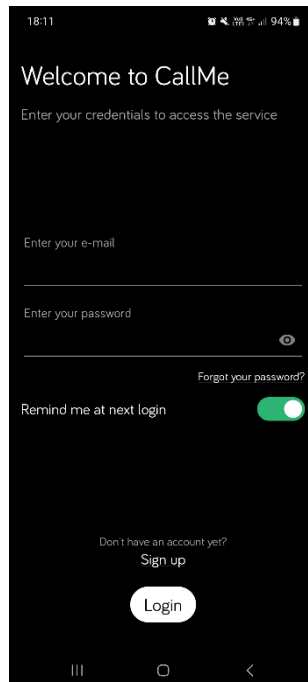 18:11
94%
Welcome to CallMe
Enter your credentials to access the service
Enter your e-mail
Enter your password
Forgot your password?
Remind me at next login
Don't have an account yet?
Sign up
Login